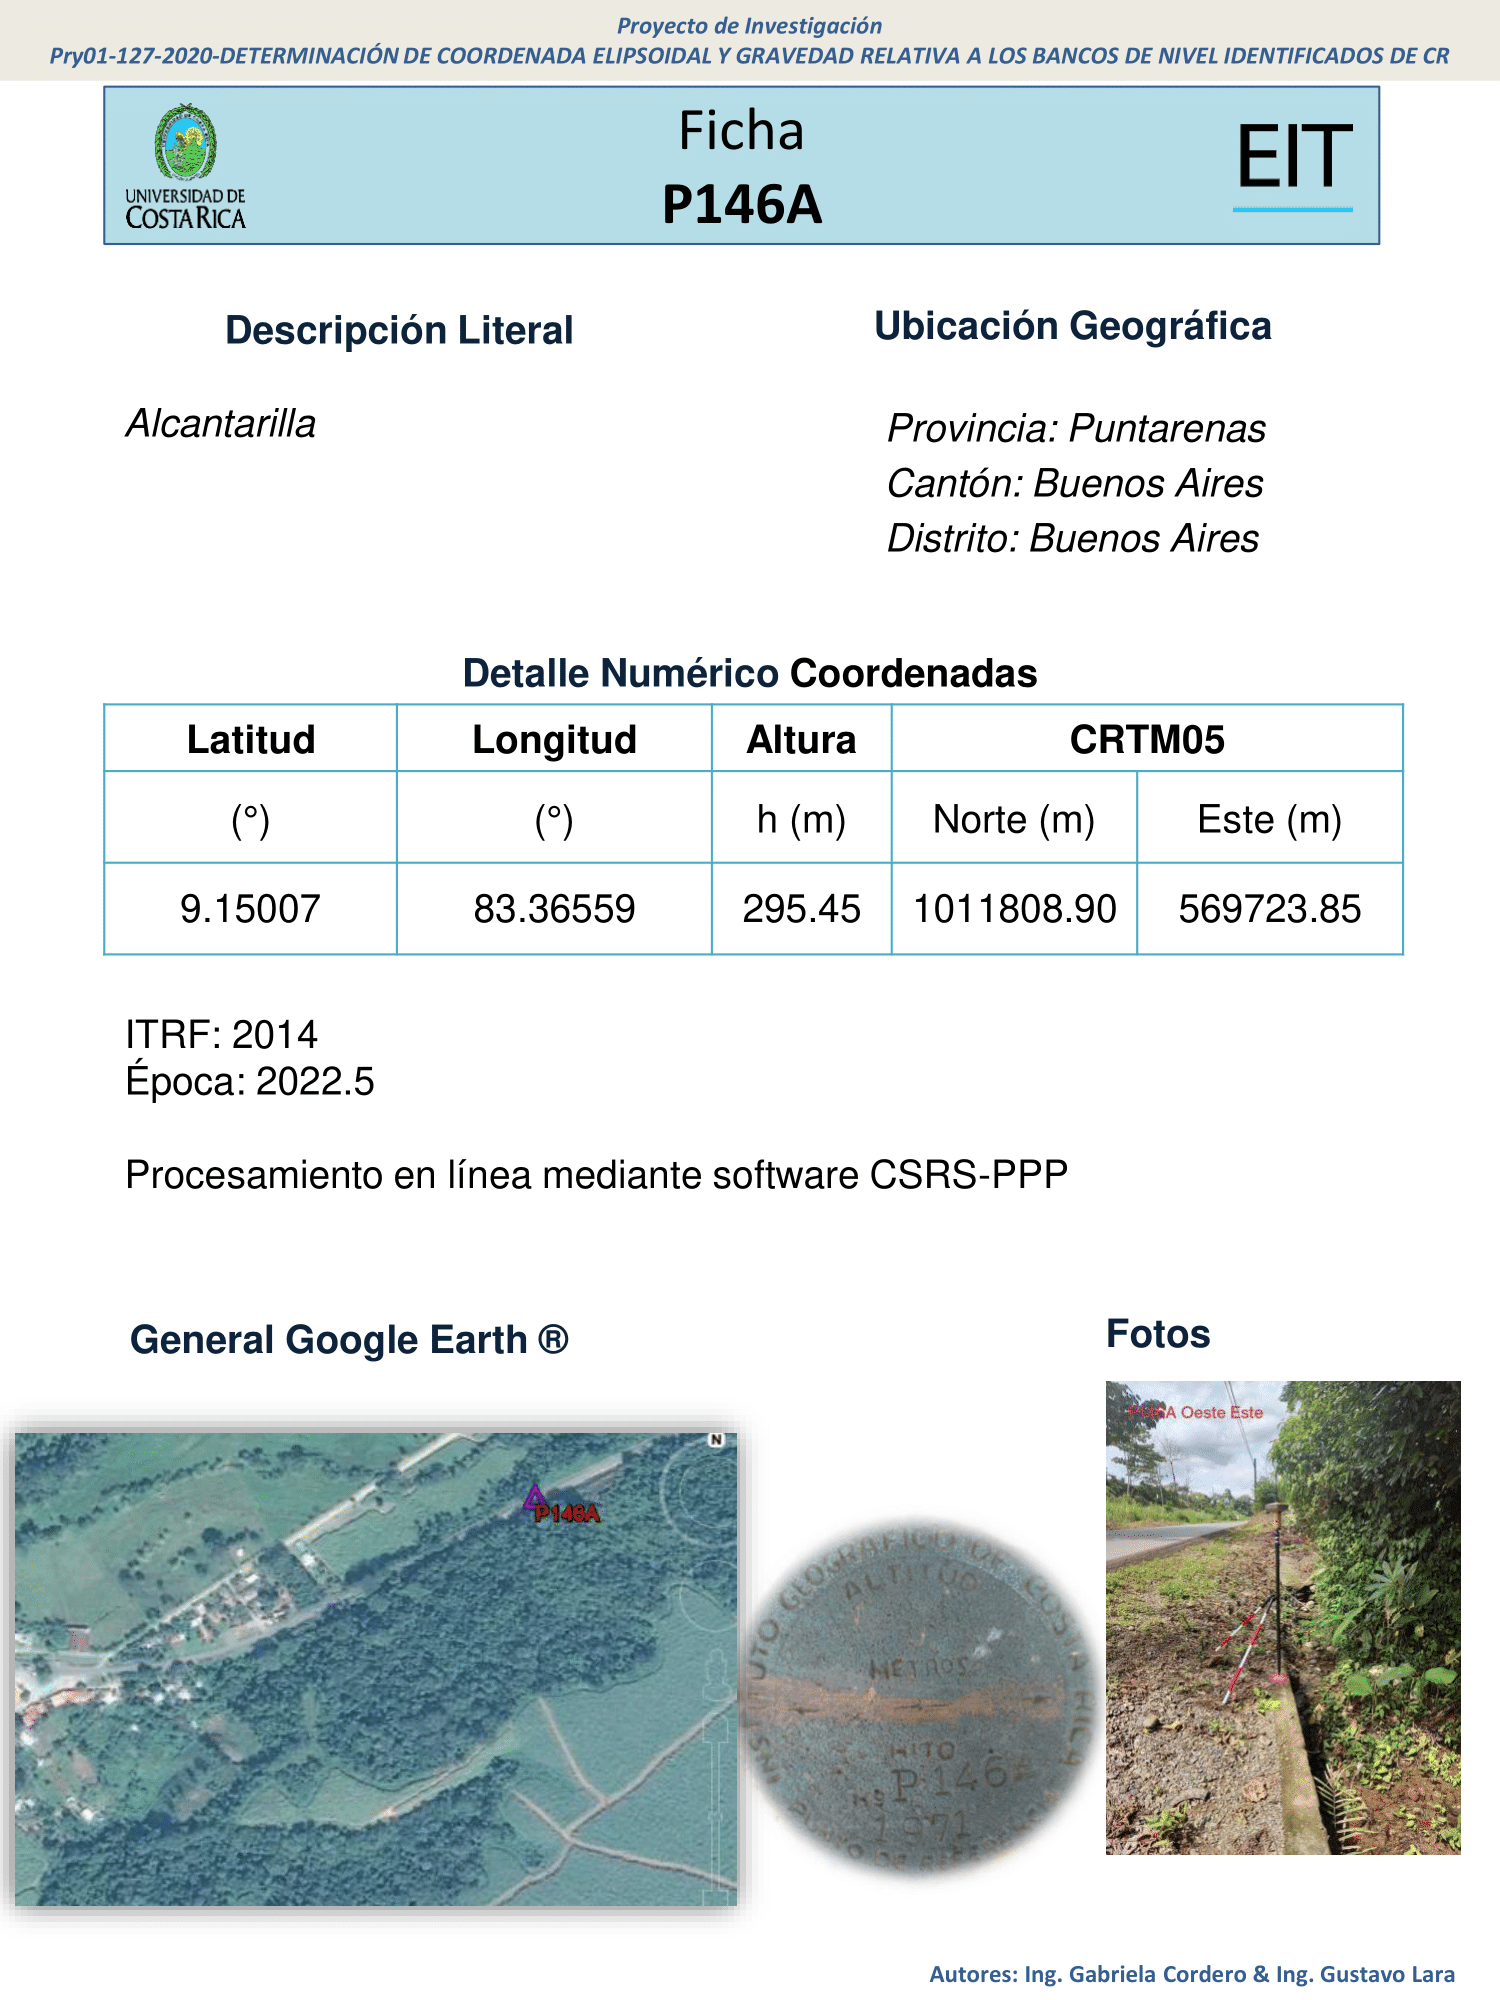 Proyecto de Investigación
Pry01-127-2020-DETERMINACIÓN DE COORDENADA ELIPSOIDAL Y GRAVEDAD RELATIVA A LOS BANCOS DE NIVEL IDENTIFICADOS DE CR
UNIVERSIDAD DE
COSTA RICA
Ficha
P146A
EIT
Descripción Literal
Alcantarilla
Ubicación Geográfica
Provincia: Puntarenas
Cantón: Buenos Aires
Distrito: Buenos Aires
Detalle Numérico Coordenadas
Latitud Longitud Altura CRTM05
(°) (°) h (m) Norte (m) Este (m)
9.15007 83.36559 295.45 1011808.90 569723.85
ITRF: 2014
Época: 2022.5
Procesamiento en línea mediante software CSRS-PPP
General Google Earth ®
Fotos
N
P146A
GEOGRAFICO DE COSTA RICA
ALTITUD
METROS
HITO
P-146
1971
P146A Oeste Este
Autores: Ing. Gabriela Cordero & Ing. Gustavo Lara